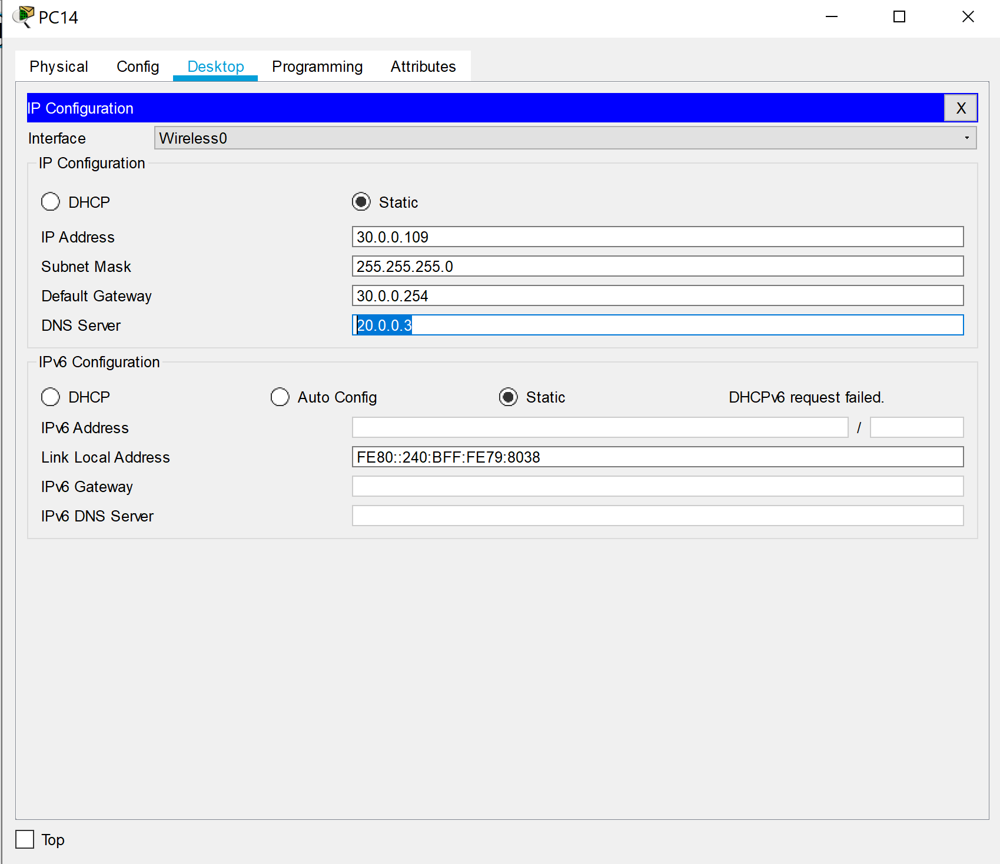 PC14
Physical Config Desktop Programming Attributes
IP Configuration X
Interface Wireless0
IP Configuration
DHCP Static
IP Address 30.0.0.109
Subnet Mask 255.255.255.0
Default Gateway 30.0.0.254
DNS Server 20.0.0.3
IPv6 Configuration
DHCP Auto Config Static DHCPv6 request failed.
IPv6 Address /
Link Local Address FE80::240:BFF:FE79:8038
IPv6 Gateway
IPv6 DNS Server
Top